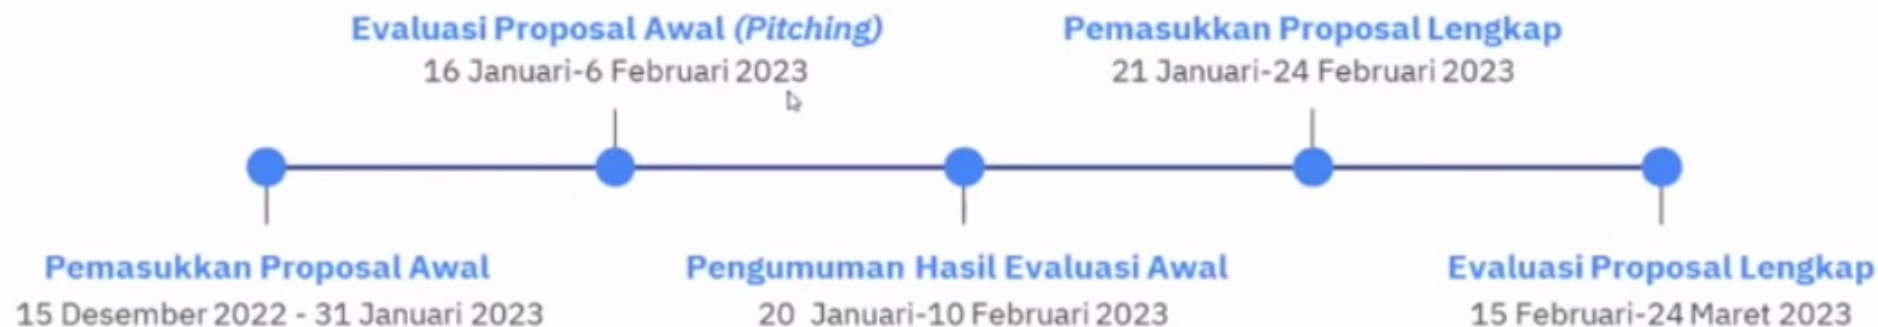 Evaluasi Proposal Awal (Pitching)
16 Januari-6 Februari 2023
Pemasukkan Proposal Lengkap
21 Januari-24 Februari 2023
Pemasukkan Proposal Awal
15 Desember 2022 - 31 Januari 2023
Pengumuman Hasil Evaluasi Awal
20 Januari-10 Februari 2023
Evaluasi Proposal Lengkap
15 Februari-24 Maret 2023